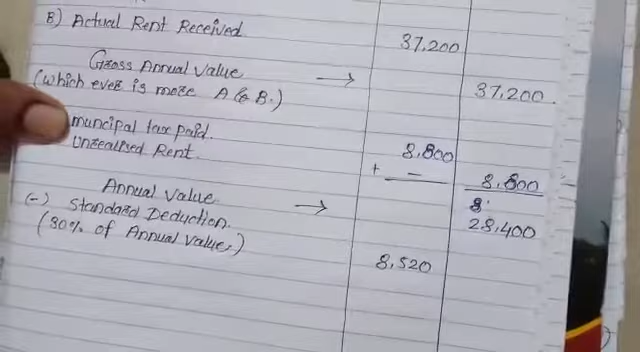 B) Actual Rent Received. 37,200
Gross Annual Value → 37,200.
(which ever is more A & B.)
muncipal tax paid. 8,800
Unrealised Rent. + - 8,800
Annual Value. → 28,400
(-) Standard Deduction.
(30% of Annual Value.) 8,520